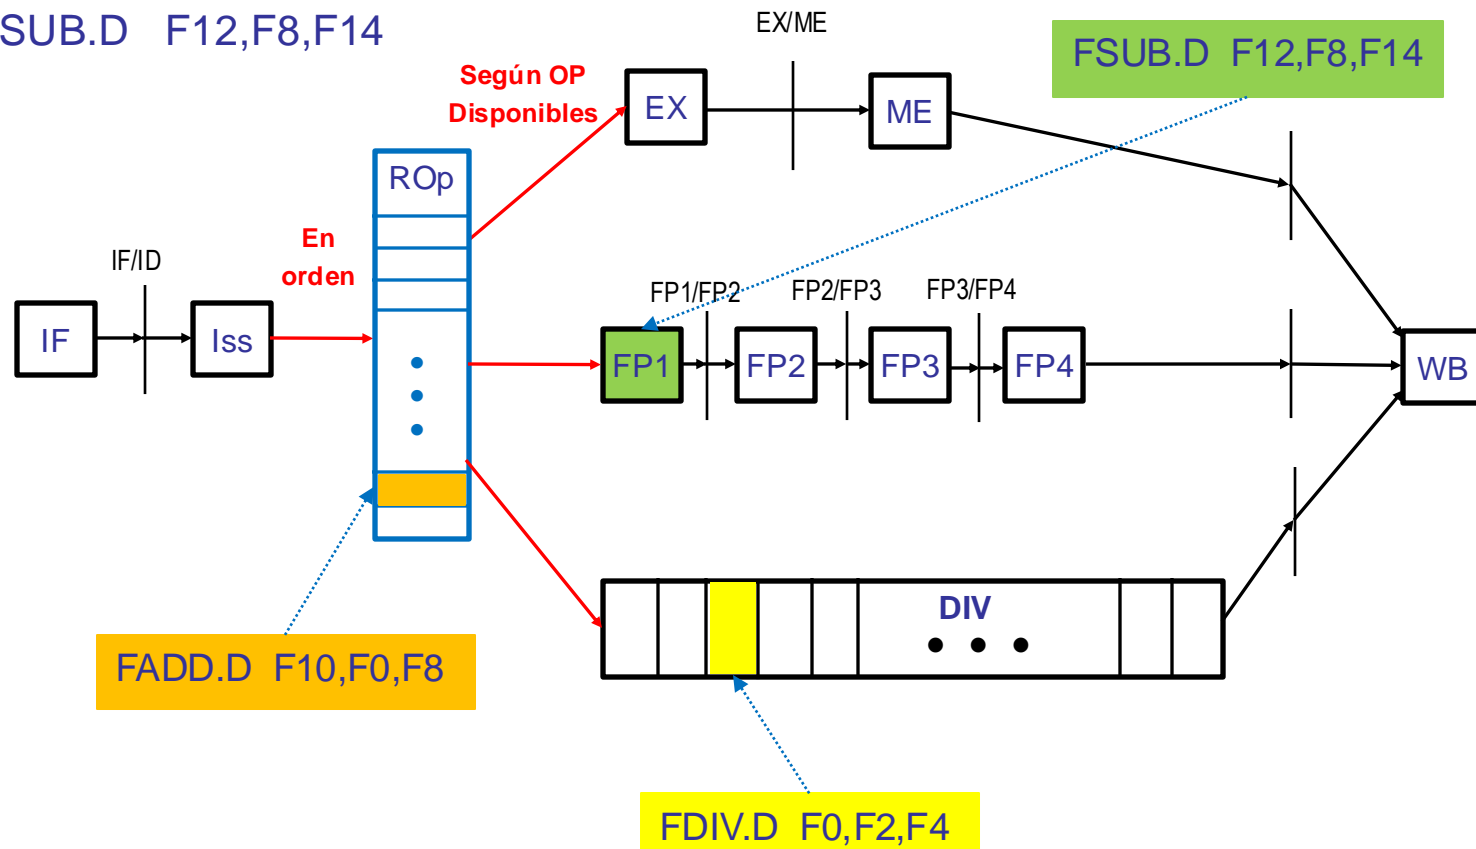 SUB.D F12,F8,F14
EX/ME
FSUB.D F12,F8,F14
Según OP
Disponibles
EX
ME
ROp
En
orden
IF/ID
FP1/FP2
FP2/FP3
FP3/FP4
IF
Iss
FP1
FP2
FP3
FP4
WB
DIV
FADD.D F10,F0,F8
FDIV.D F0,F2,F4